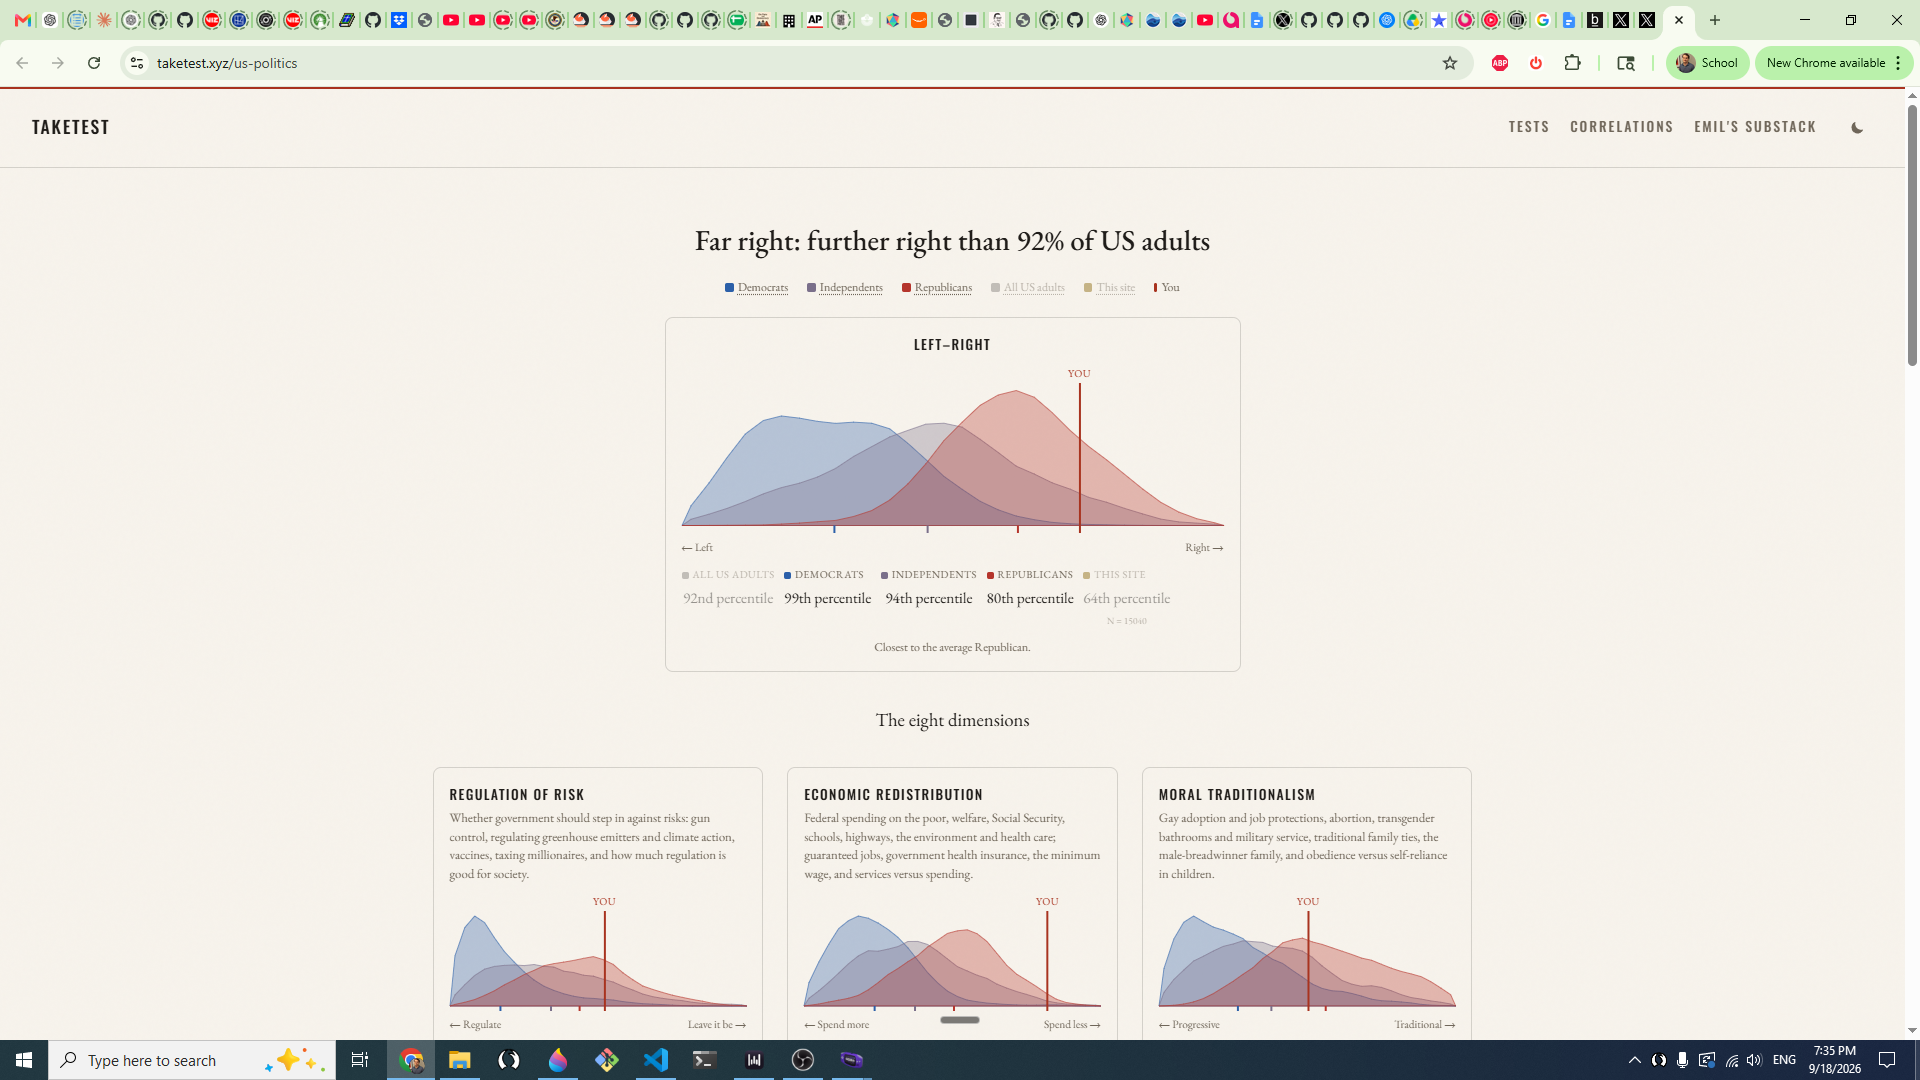 taketest.xyz/us-politics
ABP
School
New Chrome available
TAKETEST
TESTS
CORRELATIONS
EMIL'S SUBSTACK
Far right: further right than 92% of US adults
Democrats
Independents
Republicans
All US adults
This site
You
LEFT–RIGHT
YOU
← Left
Right →
ALL US ADULTS
DEMOCRATS
INDEPENDENTS
REPUBLICANS
THIS SITE
92nd percentile
99th percentile
94th percentile
80th percentile
64th percentile
N = 15040
Closest to the average Republican.
The eight dimensions
REGULATION OF RISK
Whether government should step in against risks: gun
control, regulating greenhouse emitters and climate action,
vaccines, taxing millionaires, and how much regulation is
good for society.
YOU
← Regulate
Leave it be →
ECONOMIC REDISTRIBUTION
Federal spending on the poor, welfare, Social Security,
schools, highways, the environment and health care;
guaranteed jobs, government health insurance, the minimum
wage, and services versus spending.
YOU
← Spend more
Spend less →
MORAL TRADITIONALISM
Gay adoption and job protections, abortion, transgender
bathrooms and military service, traditional family ties, the
male-breadwinner family, and obedience versus self-reliance
in children.
YOU
← Progressive
Traditional →
Type here to search
ENG
7:35 PM
9/18/2026